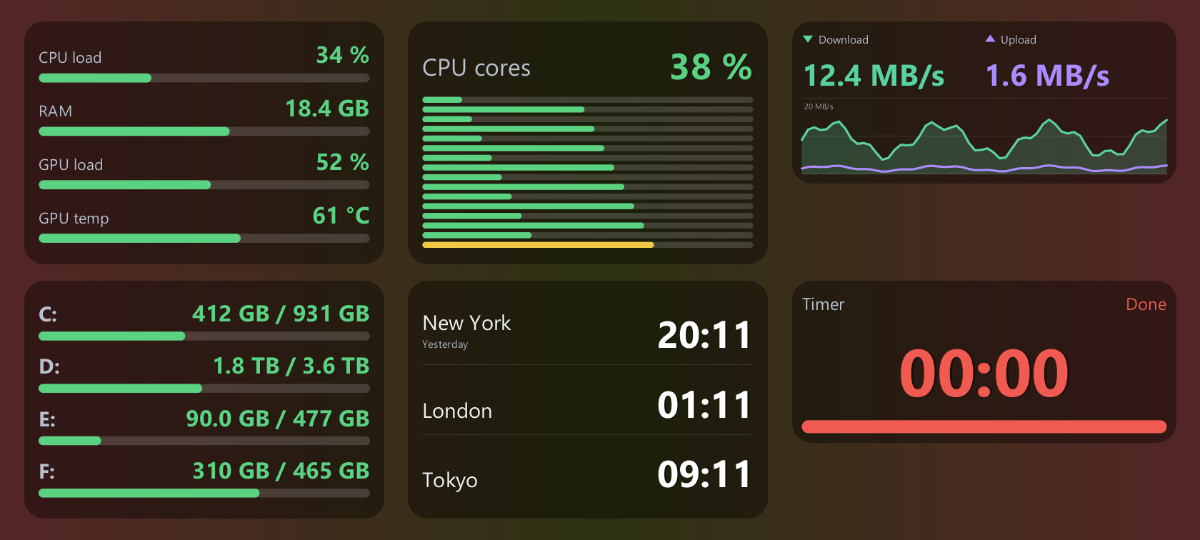 CPU load 34 %
RAM 18.4 GB
GPU load 52 %
GPU temp 61 °C
CPU cores 38 %
Download Upload
12.4 MB/s 1.6 MB/s
20 MB/s
C: 412 GB / 931 GB
D: 1.8 TB / 3.6 TB
E: 90.0 GB / 477 GB
F: 310 GB / 465 GB
New York 20:11
Yesterday
London 01:11
Tokyo 09:11
Timer Done
00:00